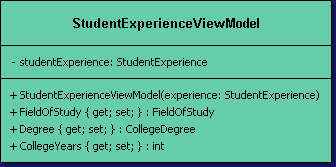 StudentExperienceViewModel
- studentExperience: StudentExperience
+ StudentExperienceViewModel(experience: StudentExperience)
+ FieldOfStudy { get; set; } : FieldOfStudy
+ Degree { get; set; } : CollegeDegree
+ CollegeYears { get; set; } : int